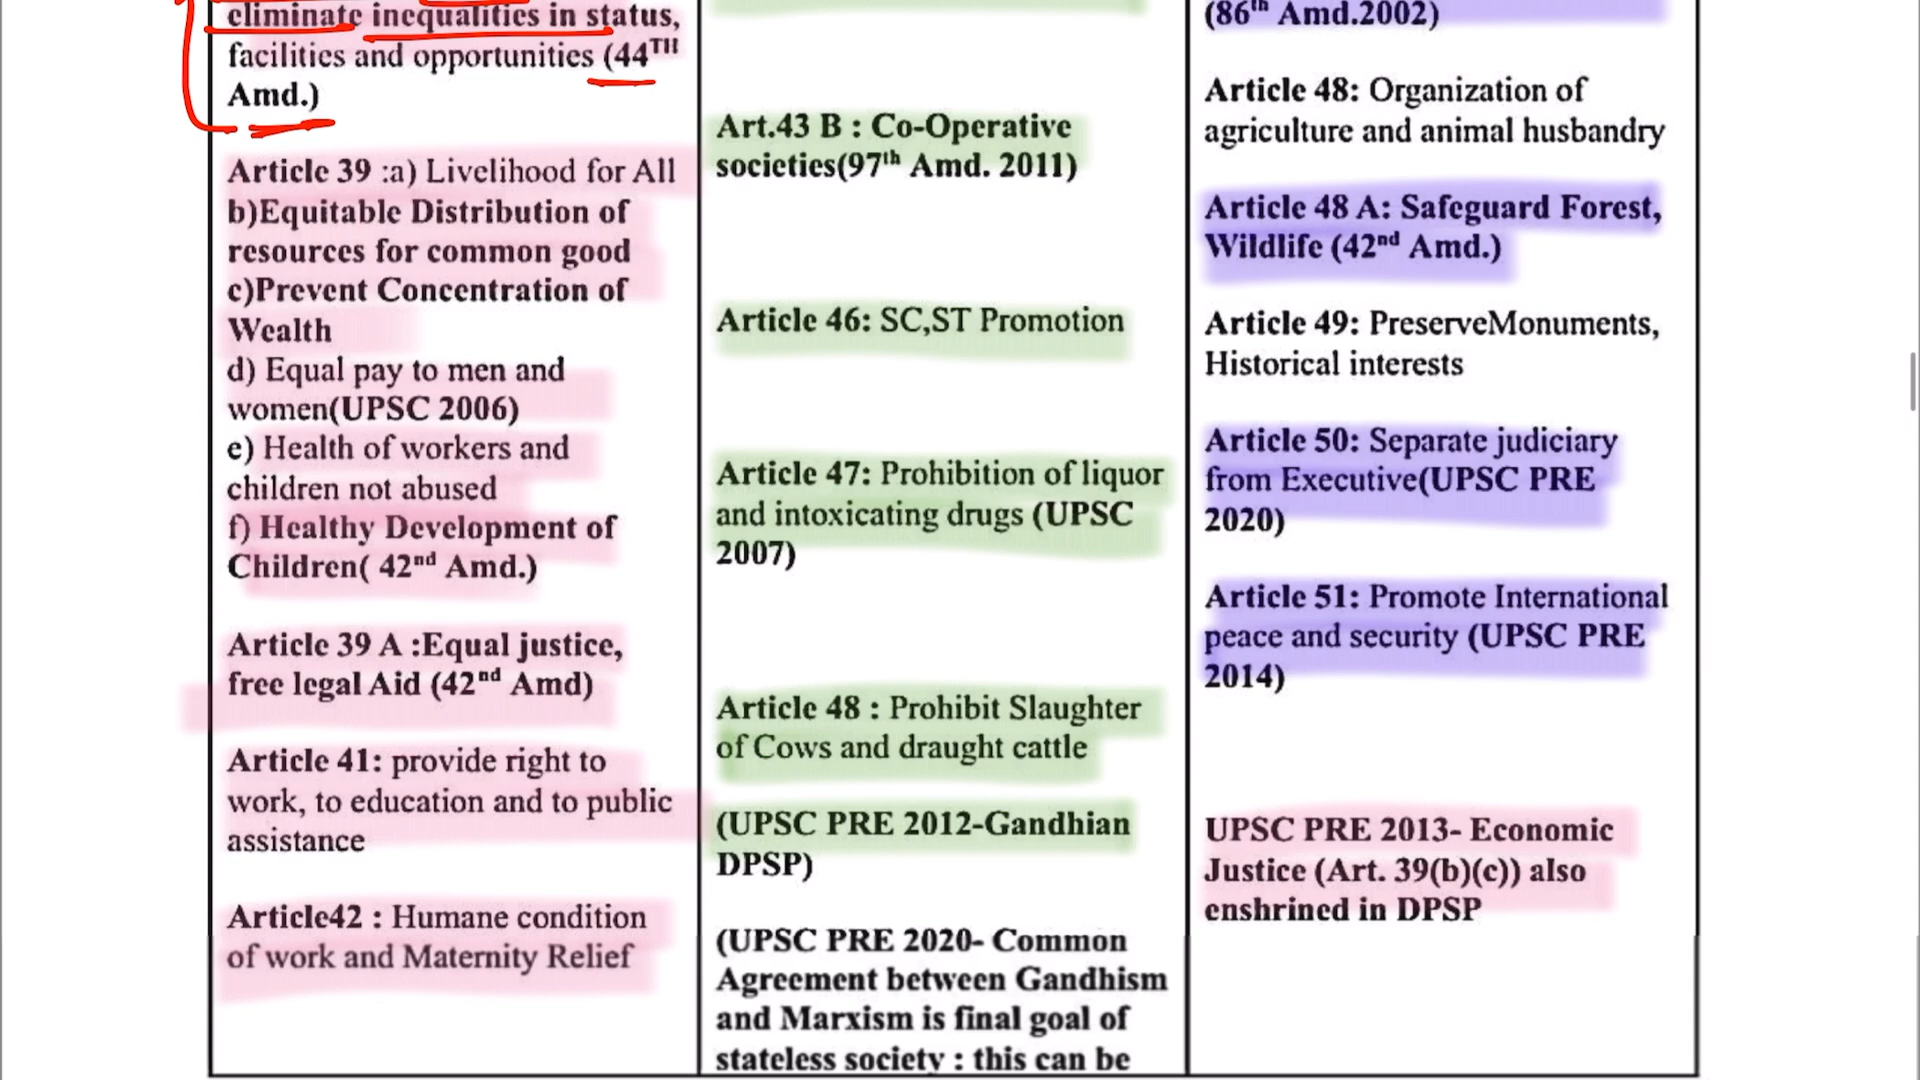 eliminate inequalities in status,
facilities and opportunities (44TH
Amd.)
Article 39 :a) Livelihood for All
b)Equitable Distribution of
resources for common good
c)Prevent Concentration of
Wealth
d) Equal pay to men and
women(UPSC 2006)
e) Health of workers and
children not abused
f) Healthy Development of
Children( 42nd Amd.)
Article 39 A :Equal justice,
free legal Aid (42nd Amd)
Article 41: provide right to
work, to education and to public
assistance
Article42 : Humane condition
of work and Maternity Relief
Art.43 B : Co-Operative
societies(97th Amd. 2011)
Article 46: SC,ST Promotion
Article 47: Prohibition of liquor
and intoxicating drugs (UPSC
2007)
Article 48 : Prohibit Slaughter
of Cows and draught cattle
(UPSC PRE 2012-Gandhian
DPSP)
(UPSC PRE 2020- Common
Agreement between Gandhism
and Marxism is final goal of
stateless society : this can be
(86th Amd.2002)
Article 48: Organization of
agriculture and animal husbandry
Article 48 A: Safeguard Forest,
Wildlife (42nd Amd.)
Article 49: PreserveMonuments,
Historical interests
Article 50: Separate judiciary
from Executive(UPSC PRE
2020)
Article 51: Promote International
peace and security (UPSC PRE
2014)
UPSC PRE 2013- Economic
Justice (Art. 39(b)(c)) also
enshrined in DPSP